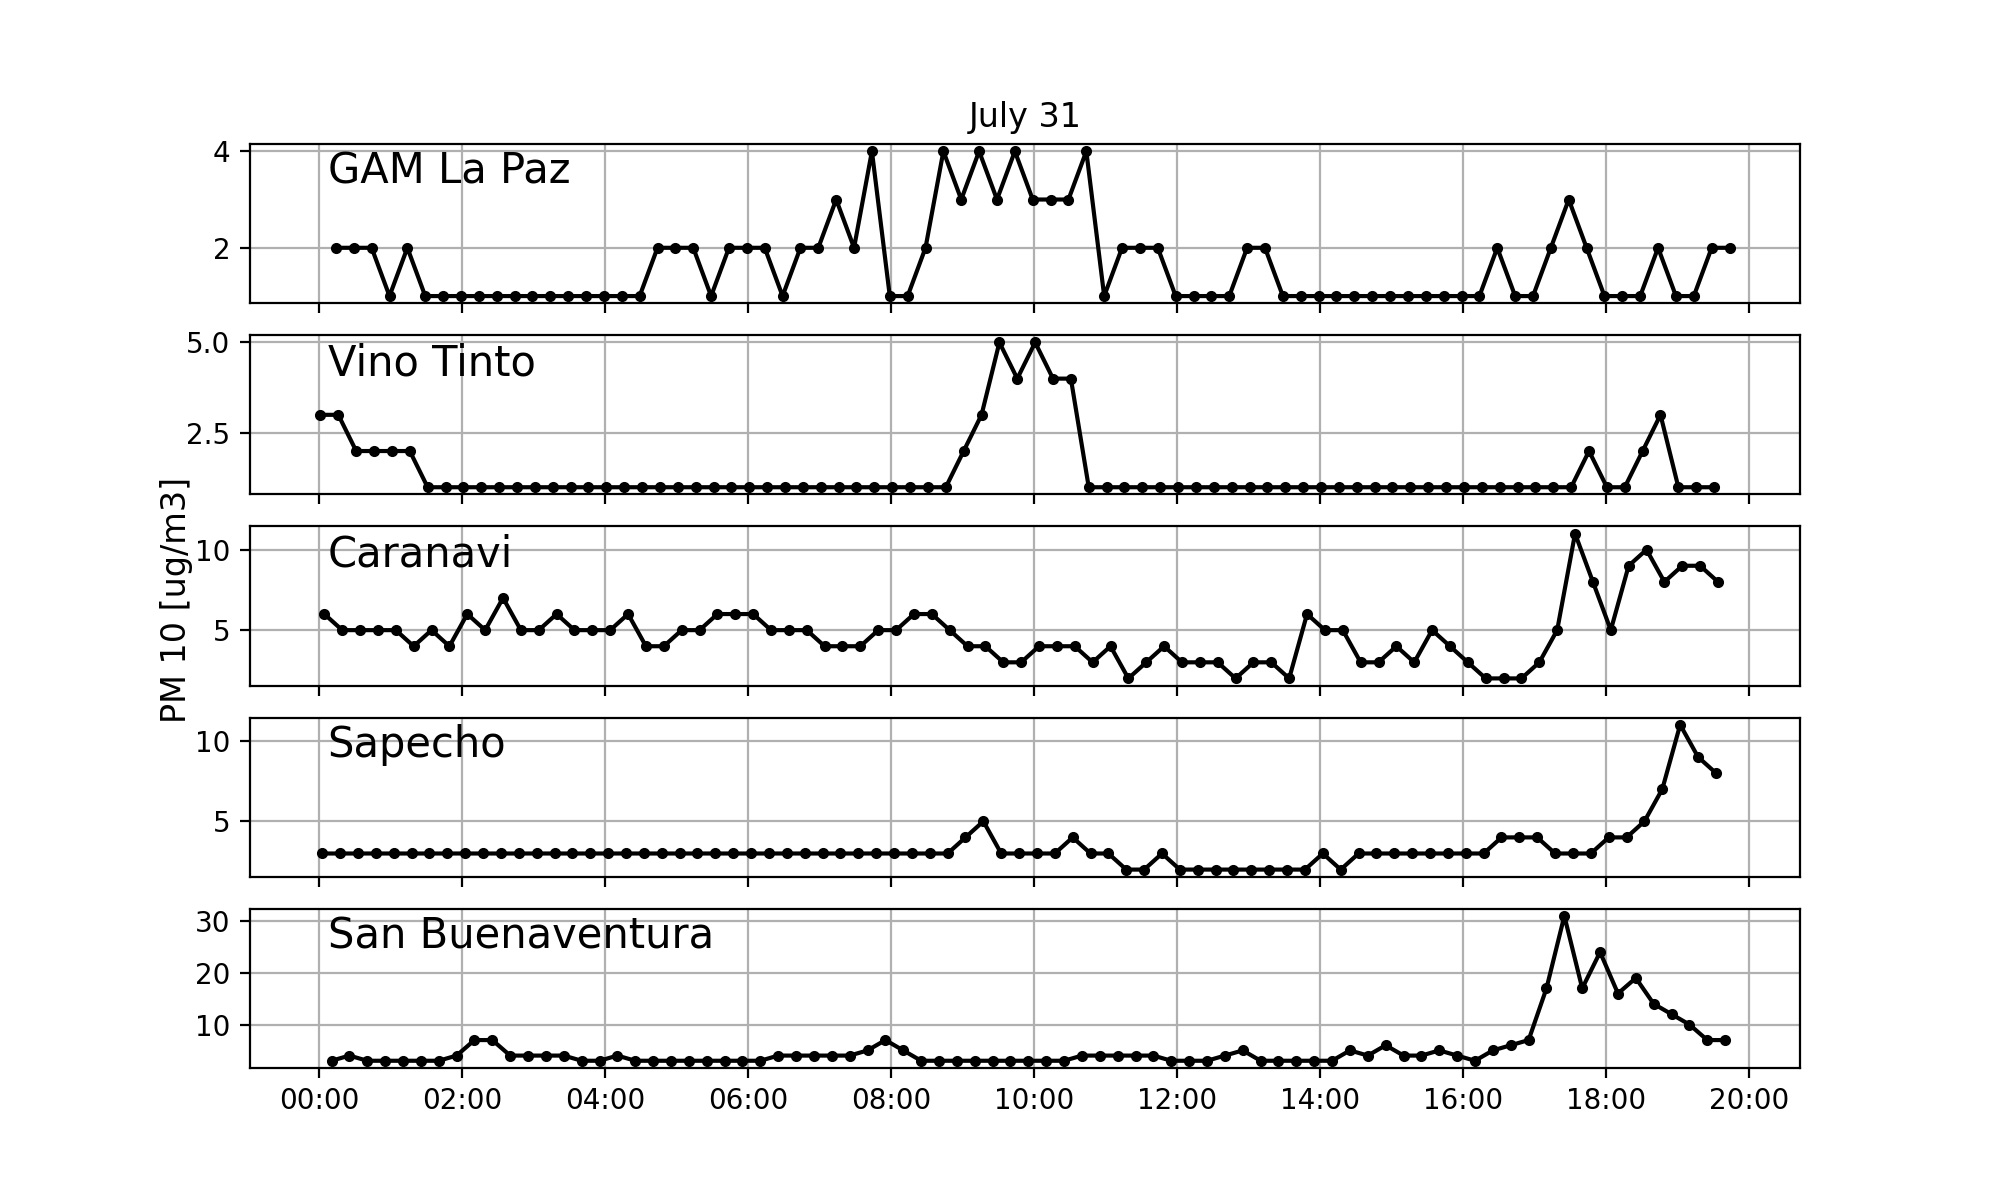 July 31
4
GAM La Paz
2
5.0
Vino Tinto
2.5
PM 10 [ug/m3]
10
Caranavi
5
10
Sapecho
5
30
San Buenaventura
20
10
00:00 02:00 04:00 06:00 08:00 10:00 12:00 14:00 16:00 18:00 20:00